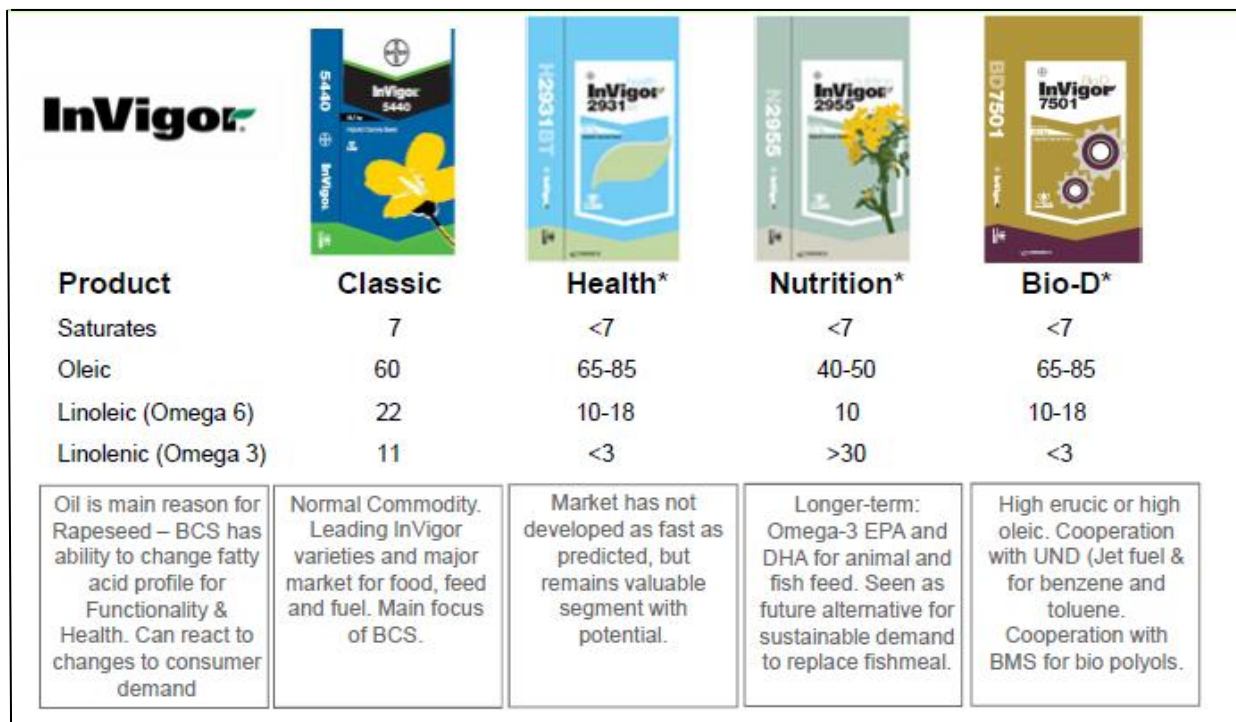 InVigor
5440
InVigor
InVigor
5440
H2931BT
health
InVigor
2931
N2955
nutrition
InVigor
2955
BD7501
Bio-D
InVigor
7501
Product Classic Health* Nutrition* Bio-D*
Saturates 7 <7 <7 <7
Oleic 60 65-85 40-50 65-85
Linoleic (Omega 6) 22 10-18 10 10-18
Linolenic (Omega 3) 11 <3 >30 <3
Oil is main reason for
Rapeseed – BCS has
ability to change fatty
acid profile for
Functionality &
Health. Can react to
changes to consumer
demand
Normal Commodity.
Leading InVigor
varieties and major
market for food, feed
and fuel. Main focus
of BCS.
Market has not
developed as fast as
predicted, but
remains valuable
segment with
potential.
Longer-term:
Omega-3 EPA and
DHA for animal and
fish feed. Seen as
future alternative for
sustainable demand
to replace fishmeal.
High erucic or high
oleic. Cooperation
with UND (Jet fuel &
for benzene and
toluene.
Cooperation with
BMS for bio polyols.